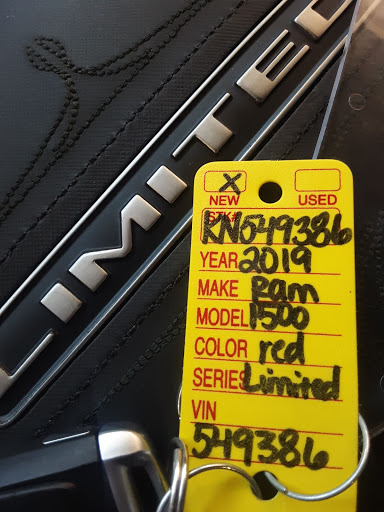 LIMITED
X
NEW USED
STK# KN549386
YEAR 2019
MAKE Ram
MODEL 1500
COLOR red
SERIES Limited
VIN
549386